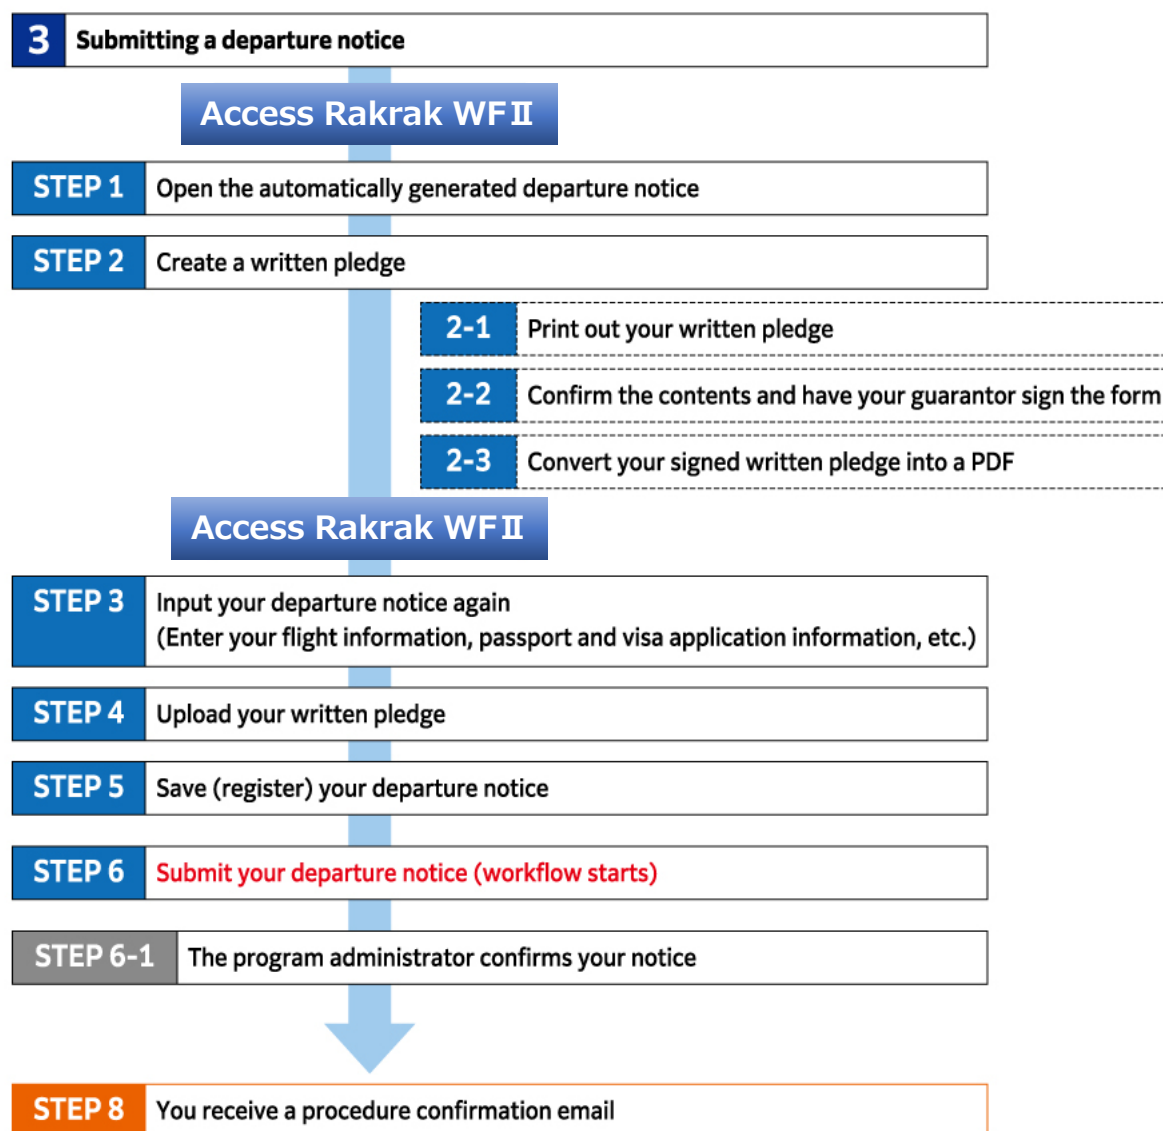 3 Submitting a departure notice
Access Rakrak WFⅡ
STEP 1 Open the automatically generated departure notice
STEP 2 Create a written pledge
2-1 Print out your written pledge
2-2 Confirm the contents and have your guarantor sign the form
2-3 Convert your signed written pledge into a PDF
Access Rakrak WFⅡ
STEP 3 Input your departure notice again
(Enter your flight information, passport and visa application information, etc.)
STEP 4 Upload your written pledge
STEP 5 Save (register) your departure notice
STEP 6 Submit your departure notice (workflow starts)
STEP 6-1 The program administrator confirms your notice
STEP 8 You receive a procedure confirmation email